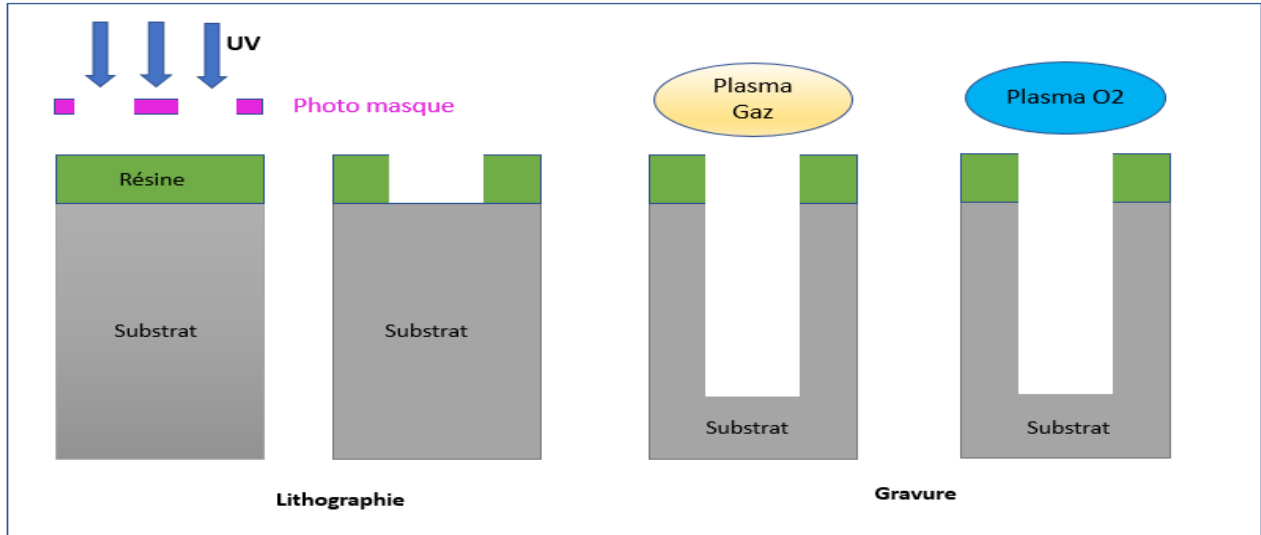 UV
Photo masque
Plasma
Gaz
Plasma O2
Résine
Substrat
Substrat
Substrat
Substrat
Lithographie
Gravure